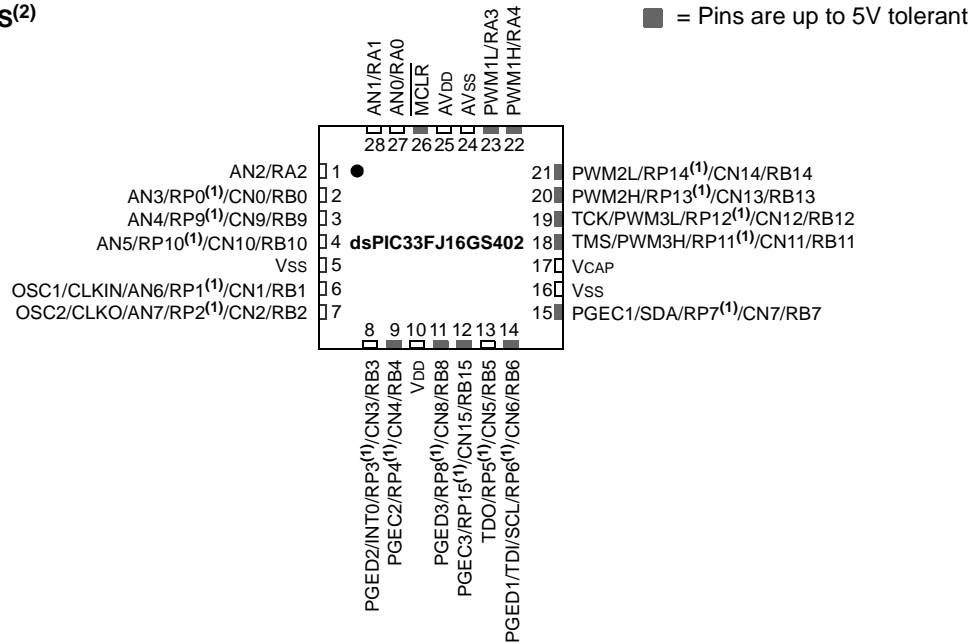 S(2)
= Pins are up to 5V tolerant
AN1/RA1
AN0/RA0
MCLR
AVDD
AVSS
PWM1L/RA3
PWM1H/RA4
28 27 26 25 24 23 22
AN2/RA2 1
AN3/RP0(1)/CN0/RB0 2
AN4/RP9(1)/CN9/RB9 3
AN5/RP10(1)/CN10/RB10 4
VSS 5
OSC1/CLKIN/AN6/RP1(1)/CN1/RB1 6
OSC2/CLKO/AN7/RP2(1)/CN2/RB2 7
dsPIC33FJ16GS402
21 PWM2L/RP14(1)/CN14/RB14
20 PWM2H/RP13(1)/CN13/RB13
19 TCK/PWM3L/RP12(1)/CN12/RB12
18 TMS/PWM3H/RP11(1)/CN11/RB11
17 VCAP
16 VSS
15 PGEC1/SDA/RP7(1)/CN7/RB7
8 9 10 11 12 13 14
PGED2/INT0/RP3(1)/CN3/RB3
PGEC2/RP4(1)/CN4/RB4
VDD
PGED3/RP8(1)/CN8/RB8
PGEC3/RP15(1)/CN15/RB15
TDO/RP5(1)/CN5/RB5
PGED1/TDI/SCL/RP6(1)/CN6/RB6